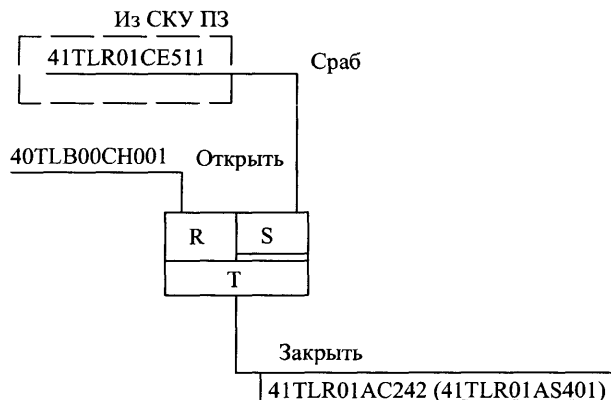 Из СКУ ПЗ
41TLR01CE511
Сраб
40TLB00CH001
Открыть
R
S
T
Закрыть
41TLR01AC242 (41TLR01AS401)